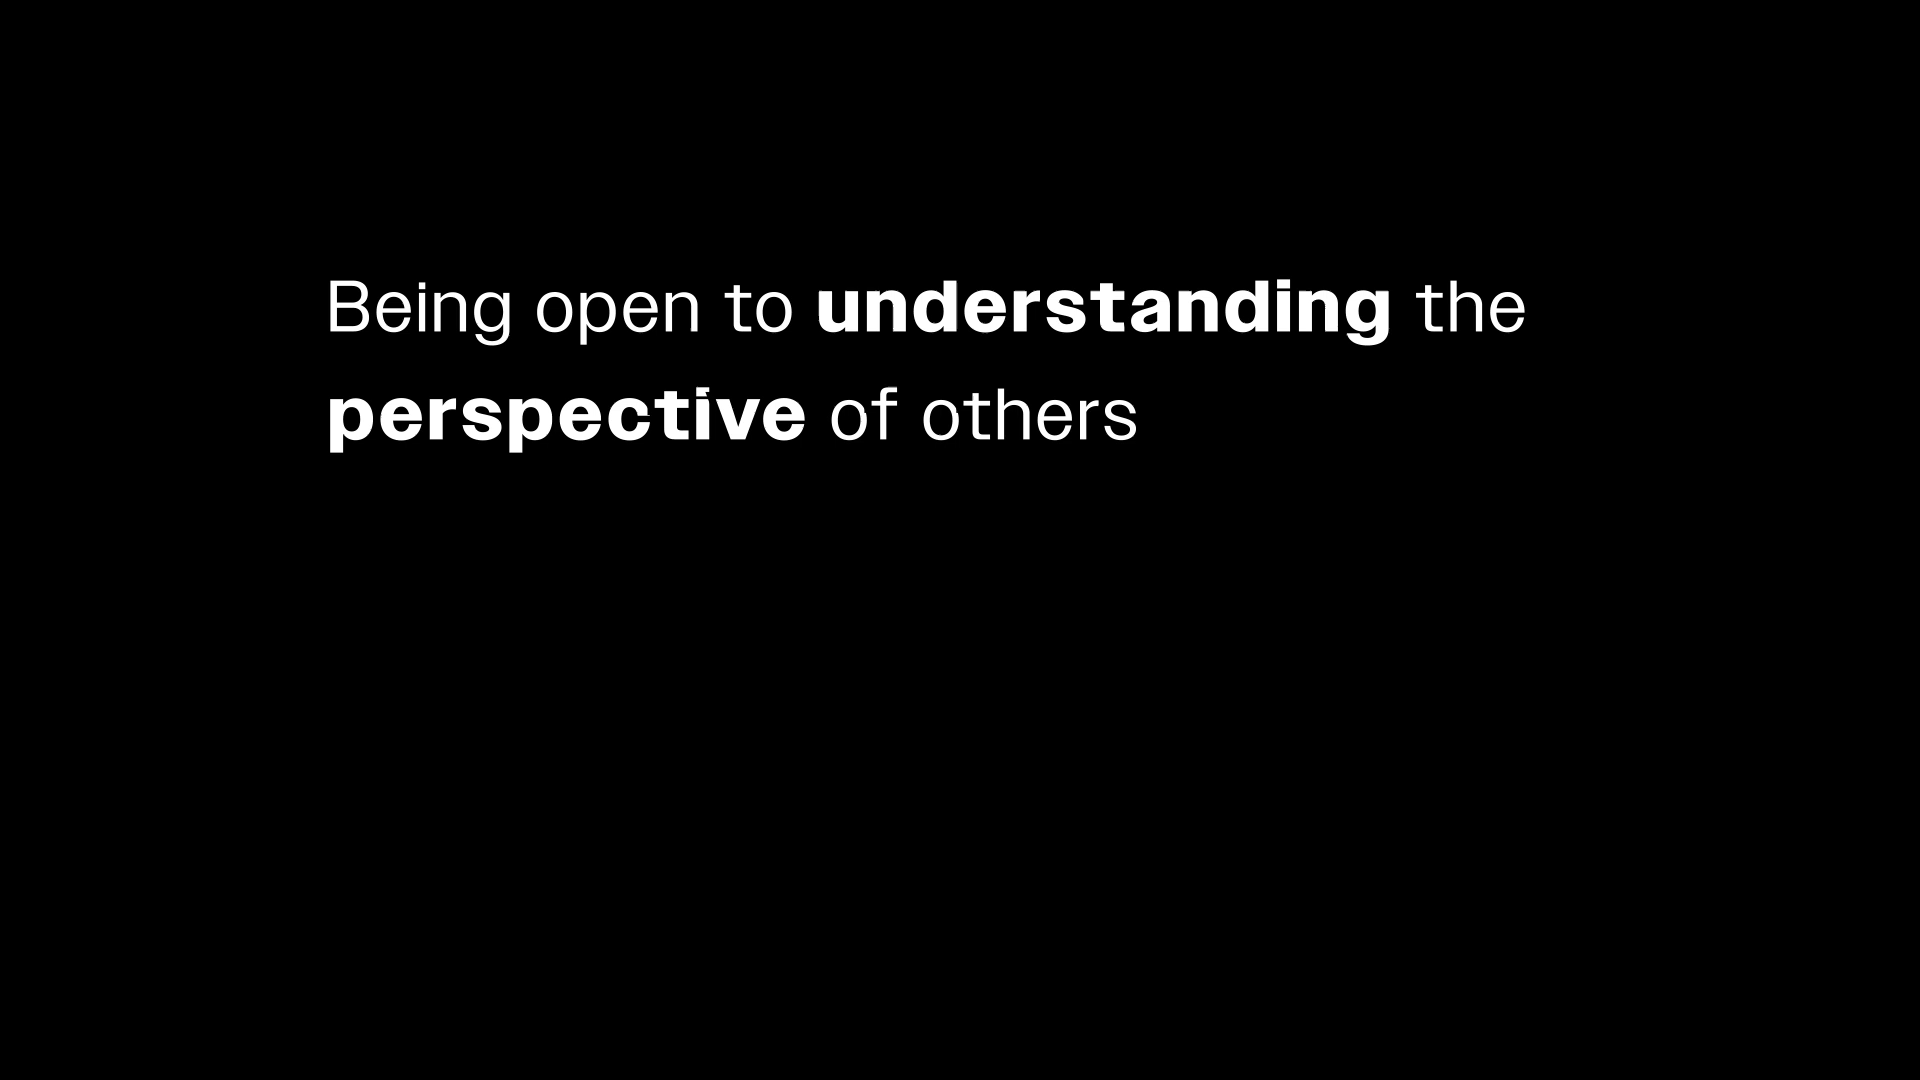 Being open to understanding the
perspective of others